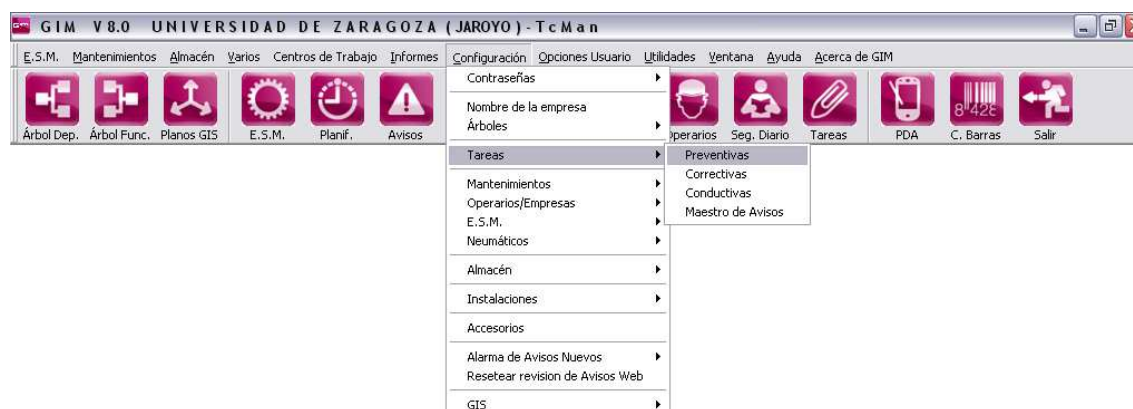 GIM V8.0 UNIVERSIDAD DE ZARAGOZA (JAROYO) - TcMan
E.S.M. Mantenimientos Almacén Varios Centros de Trabajo Informes Configuración Opciones Usuario Utilidades Ventana Ayuda Acerca de GIM
Árbol Dep. Árbol Func. Planos GIS E.S.M. Planif. Avisos Seg. Diario Tareas PDA C. Barras Salir
Contraseñas
Nombre de la empresa
Árboles
Tareas
Mantenimientos
Operarios/Empresas
E.S.M.
Neumáticos
Almacén
Instalaciones
Accesorios
Alarma de Avisos Nuevos
Resetear revision de Avisos Web
GIS
Preventivas
Correctivas
Conductivas
Maestro de Avisos